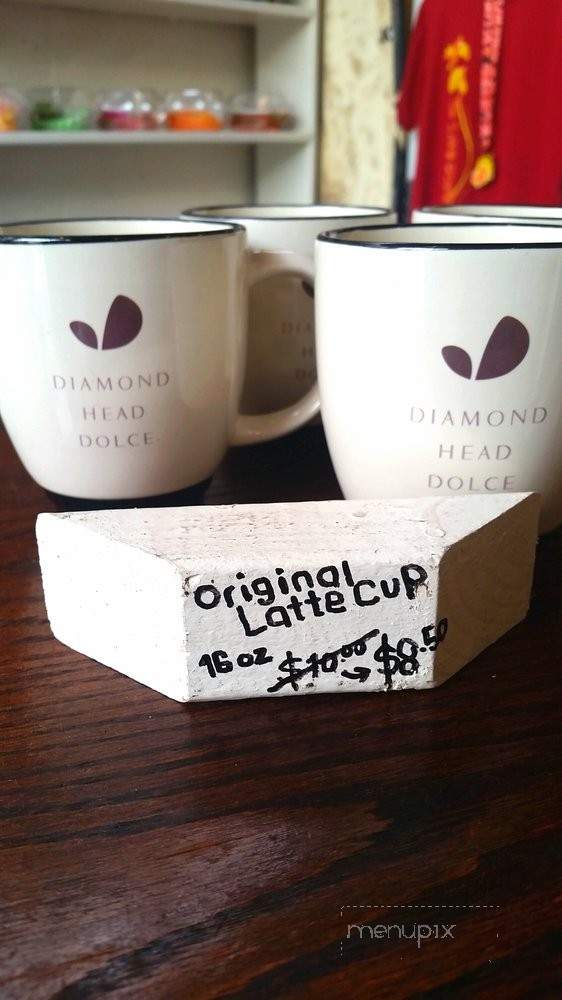 DIAMOND
HEAD
DOLCE
DIAMOND
HEAD
DOLCE
original
Latte Cup
16 oz $10.00 → $8.50
menupix